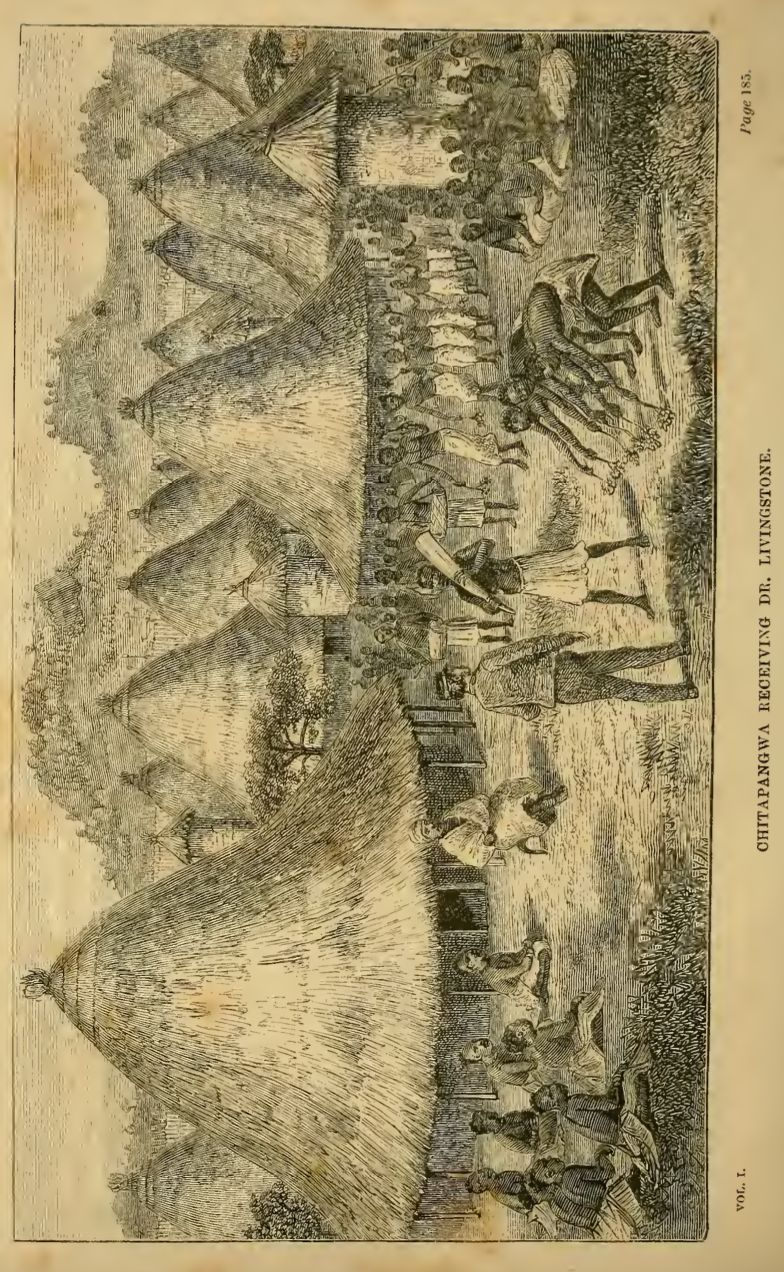 VOL. I.
CHITAPANGWA RECEIVING DR. LIVINGSTONE.
Page 185.